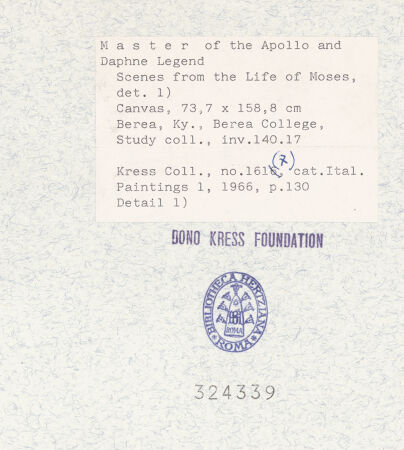 M a s t e r  of the Apollo and
Daphne Legend
Scenes from the Life of Moses,
det. 1)
Canvas, 73,7 x 158,8 cm
Berea, Ky., Berea College,
Study coll., inv.140.17
(7)
Kress Coll., no.1616, cat.Ital.
Paintings 1, 1966, p.130
Detail 1)
DONO KRESS FOUNDATION
BIBLIOTHECA HERTZIANA
ROMA
ROMA
324339